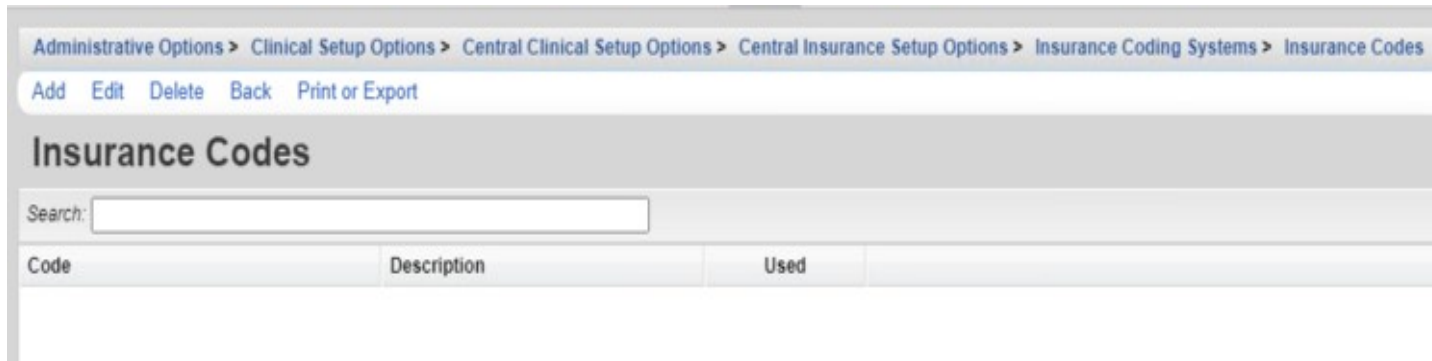 Administrative Options > Clinical Setup Options > Central Clinical Setup Options > Central Insurance Setup Options > Insurance Coding Systems > Insurance Codes
Add Edit Delete Back Print or Export
Insurance Codes
Search:
Code Description Used